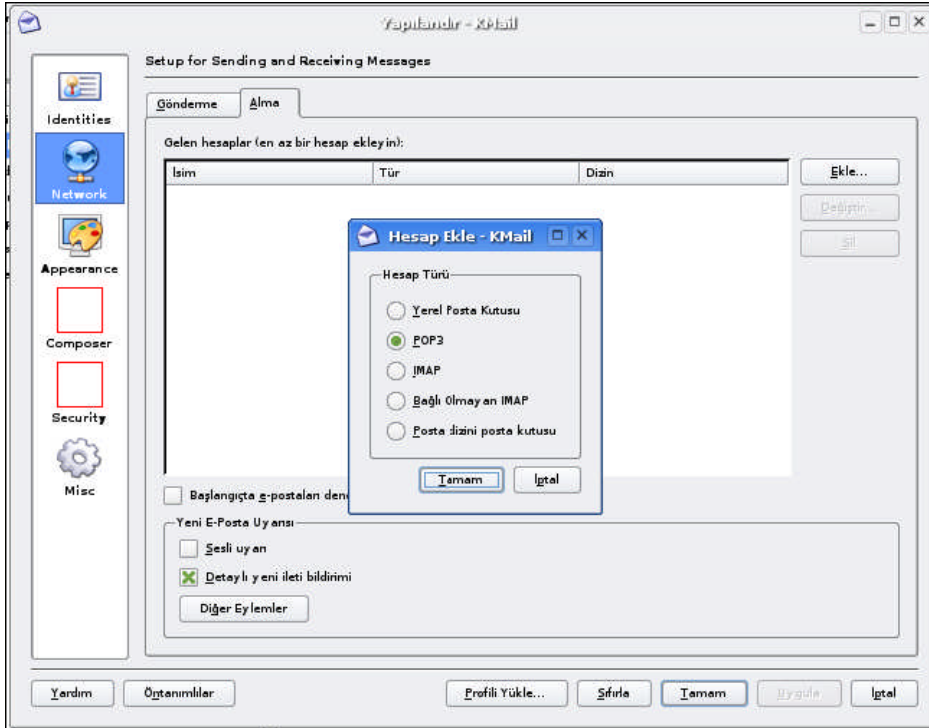 Yapılandır - KMail
Setup for Sending and Receiving Messages
Identities
Network
Appearance
Composer
Security
Misc
Gönderme
Alma
Gelen hesaplar (en az bir hesap ekleyin):
İsim Tür Dizin
Ekle...
Değiştir...
Sil
Hesap Ekle - KMail
Hesap Türü
Yerel Posta Kutusu
POP3
IMAP
Bağlı Olmayan IMAP
Posta dizini posta kutusu
Tamam İptal
Başlangıçta e-postaları
Yeni E-Posta Uyarısı
Sesli uyarı
Detaylı yeni ileti bildirimi
Diğer Eylemler
Yardım Öntanımlılar Profili Yükle... Sıfırla Tamam Uygula İptal